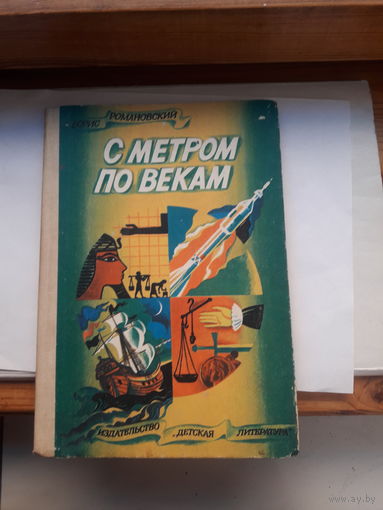 БОРИС РОМАНОВСКИЙ
С МЕТРОМ
ПО ВЕКАМ
ИЗДАТЕЛЬСТВО „ДЕТСКАЯ ЛИТЕРАТУРА"
© www.ay.by